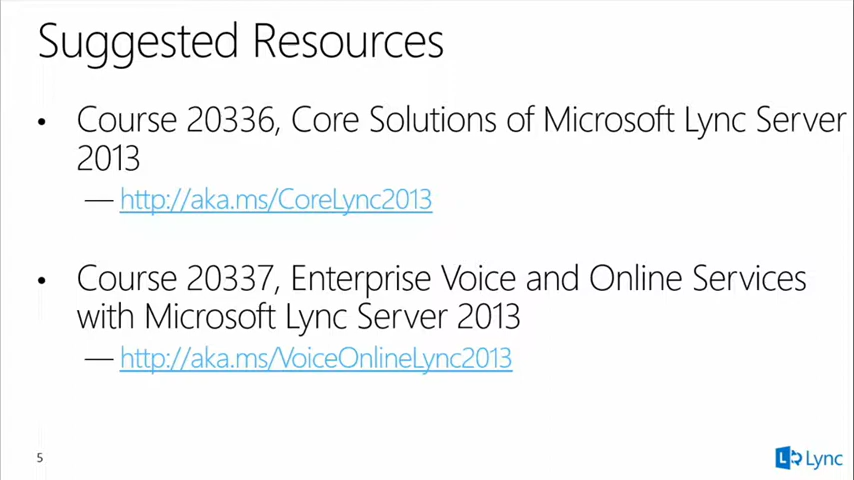 Suggested Resources
• Course 20336, Core Solutions of Microsoft Lync Server
2013
— http://aka.ms/CoreLync2013
• Course 20337, Enterprise Voice and Online Services
with Microsoft Lync Server 2013
— http://aka.ms/VoiceOnlineLync2013
5
L Lync